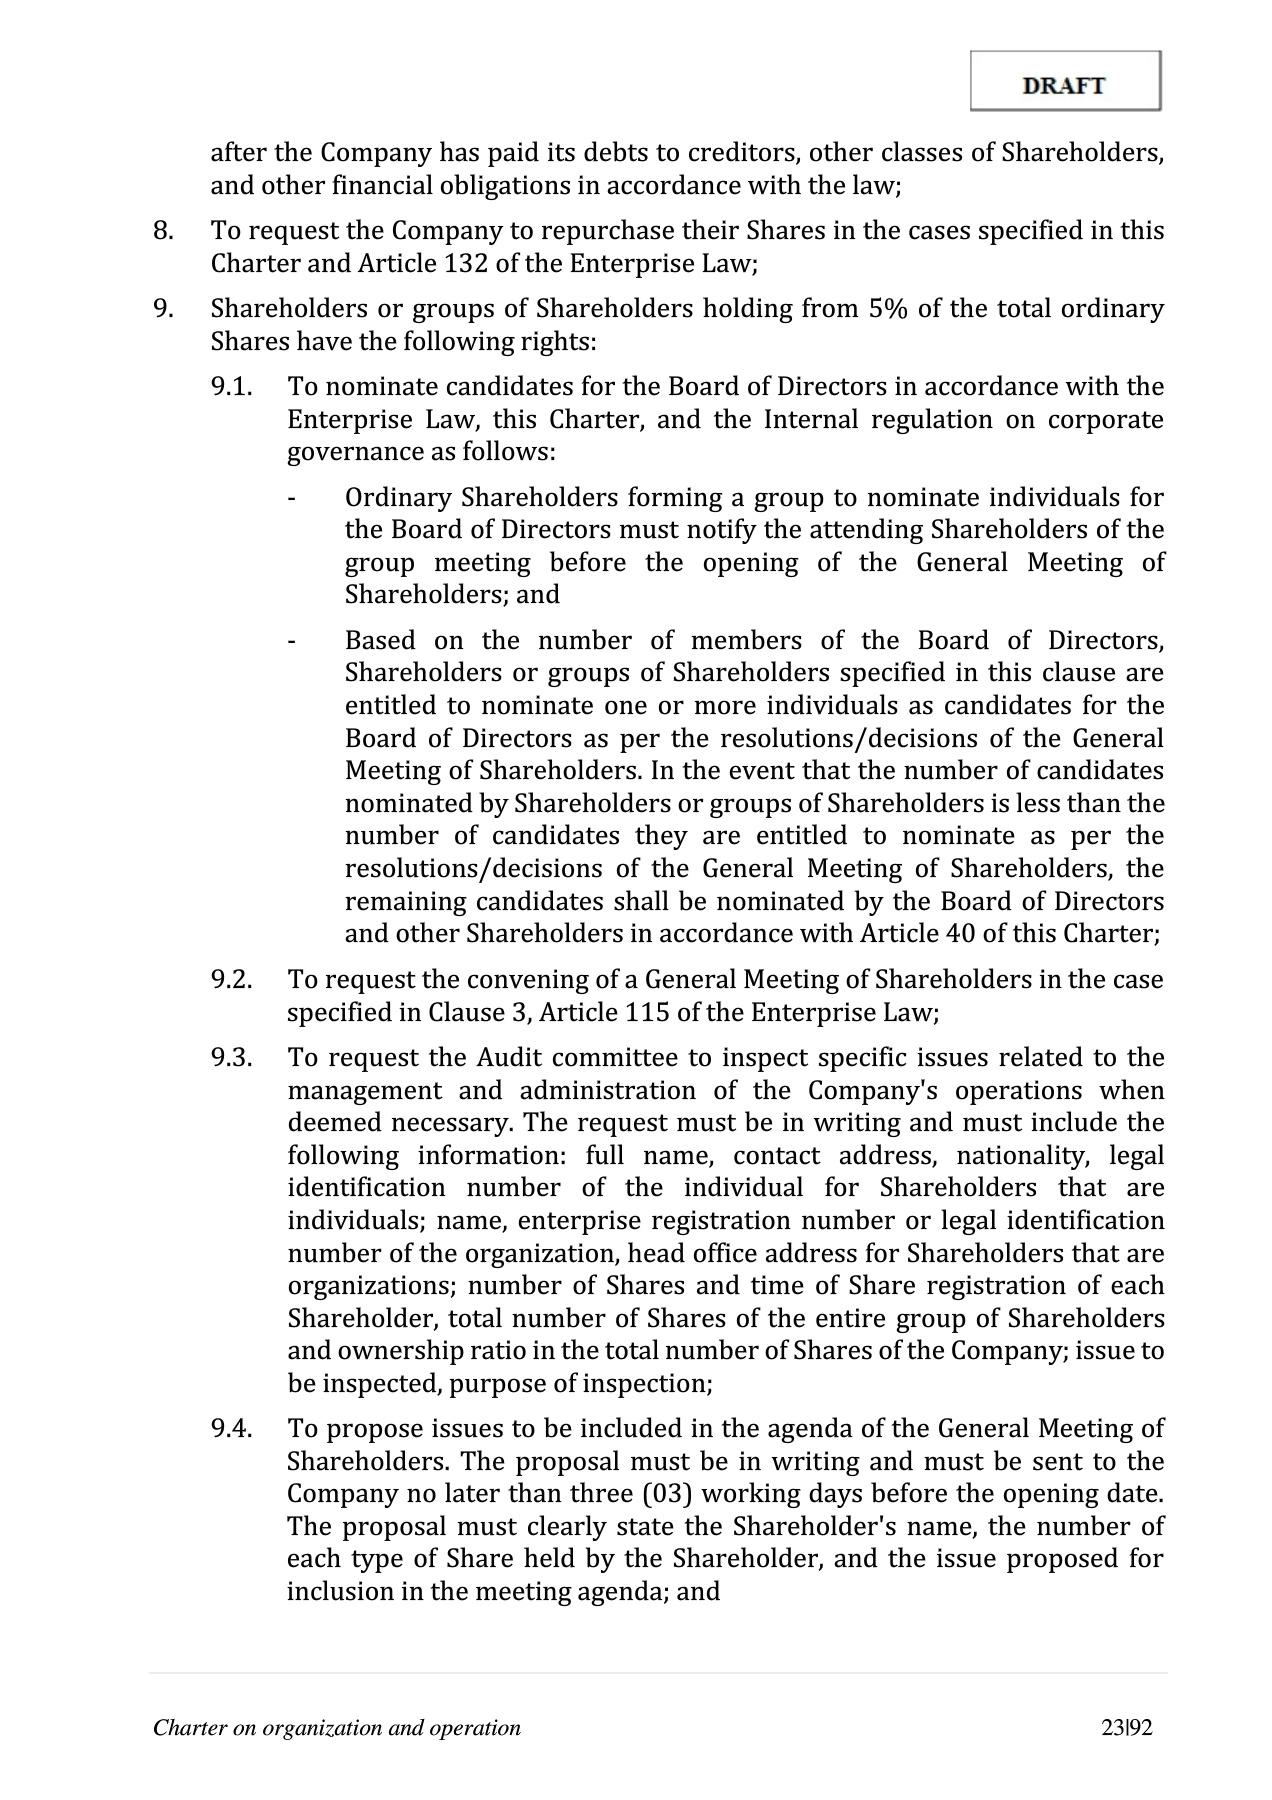 DRAFT
after the Company has paid its debts to creditors, other classes of Shareholders,
and other financial obligations in accordance with the law;
8. To request the Company to repurchase their Shares in the cases specified in this
Charter and Article 132 of the Enterprise Law;
9. Shareholders or groups of Shareholders holding from 5% of the total ordinary
Shares have the following rights:
9.1. To nominate candidates for the Board of Directors in accordance with the
Enterprise Law, this Charter, and the Internal regulation on corporate
governance as follows:
- Ordinary Shareholders forming a group to nominate individuals for
the Board of Directors must notify the attending Shareholders of the
group meeting before the opening of the General Meeting of
Shareholders; and
- Based on the number of members of the Board of Directors,
Shareholders or groups of Shareholders specified in this clause are
entitled to nominate one or more individuals as candidates for the
Board of Directors as per the resolutions/decisions of the General
Meeting of Shareholders. In the event that the number of candidates
nominated by Shareholders or groups of Shareholders is less than the
number of candidates they are entitled to nominate as per the
resolutions/decisions of the General Meeting of Shareholders, the
remaining candidates shall be nominated by the Board of Directors
and other Shareholders in accordance with Article 40 of this Charter;
9.2. To request the convening of a General Meeting of Shareholders in the case
specified in Clause 3, Article 115 of the Enterprise Law;
9.3. To request the Audit committee to inspect specific issues related to the
management and administration of the Company's operations when
deemed necessary. The request must be in writing and must include the
following information: full name, contact address, nationality, legal
identification number of the individual for Shareholders that are
individuals; name, enterprise registration number or legal identification
number of the organization, head office address for Shareholders that are
organizations; number of Shares and time of Share registration of each
Shareholder, total number of Shares of the entire group of Shareholders
and ownership ratio in the total number of Shares of the Company; issue to
be inspected, purpose of inspection;
9.4. To propose issues to be included in the agenda of the General Meeting of
Shareholders. The proposal must be in writing and must be sent to the
Company no later than three (03) working days before the opening date.
The proposal must clearly state the Shareholder's name, the number of
each type of Share held by the Shareholder, and the issue proposed for
inclusion in the meeting agenda; and
Charter on organization and operation 23|92